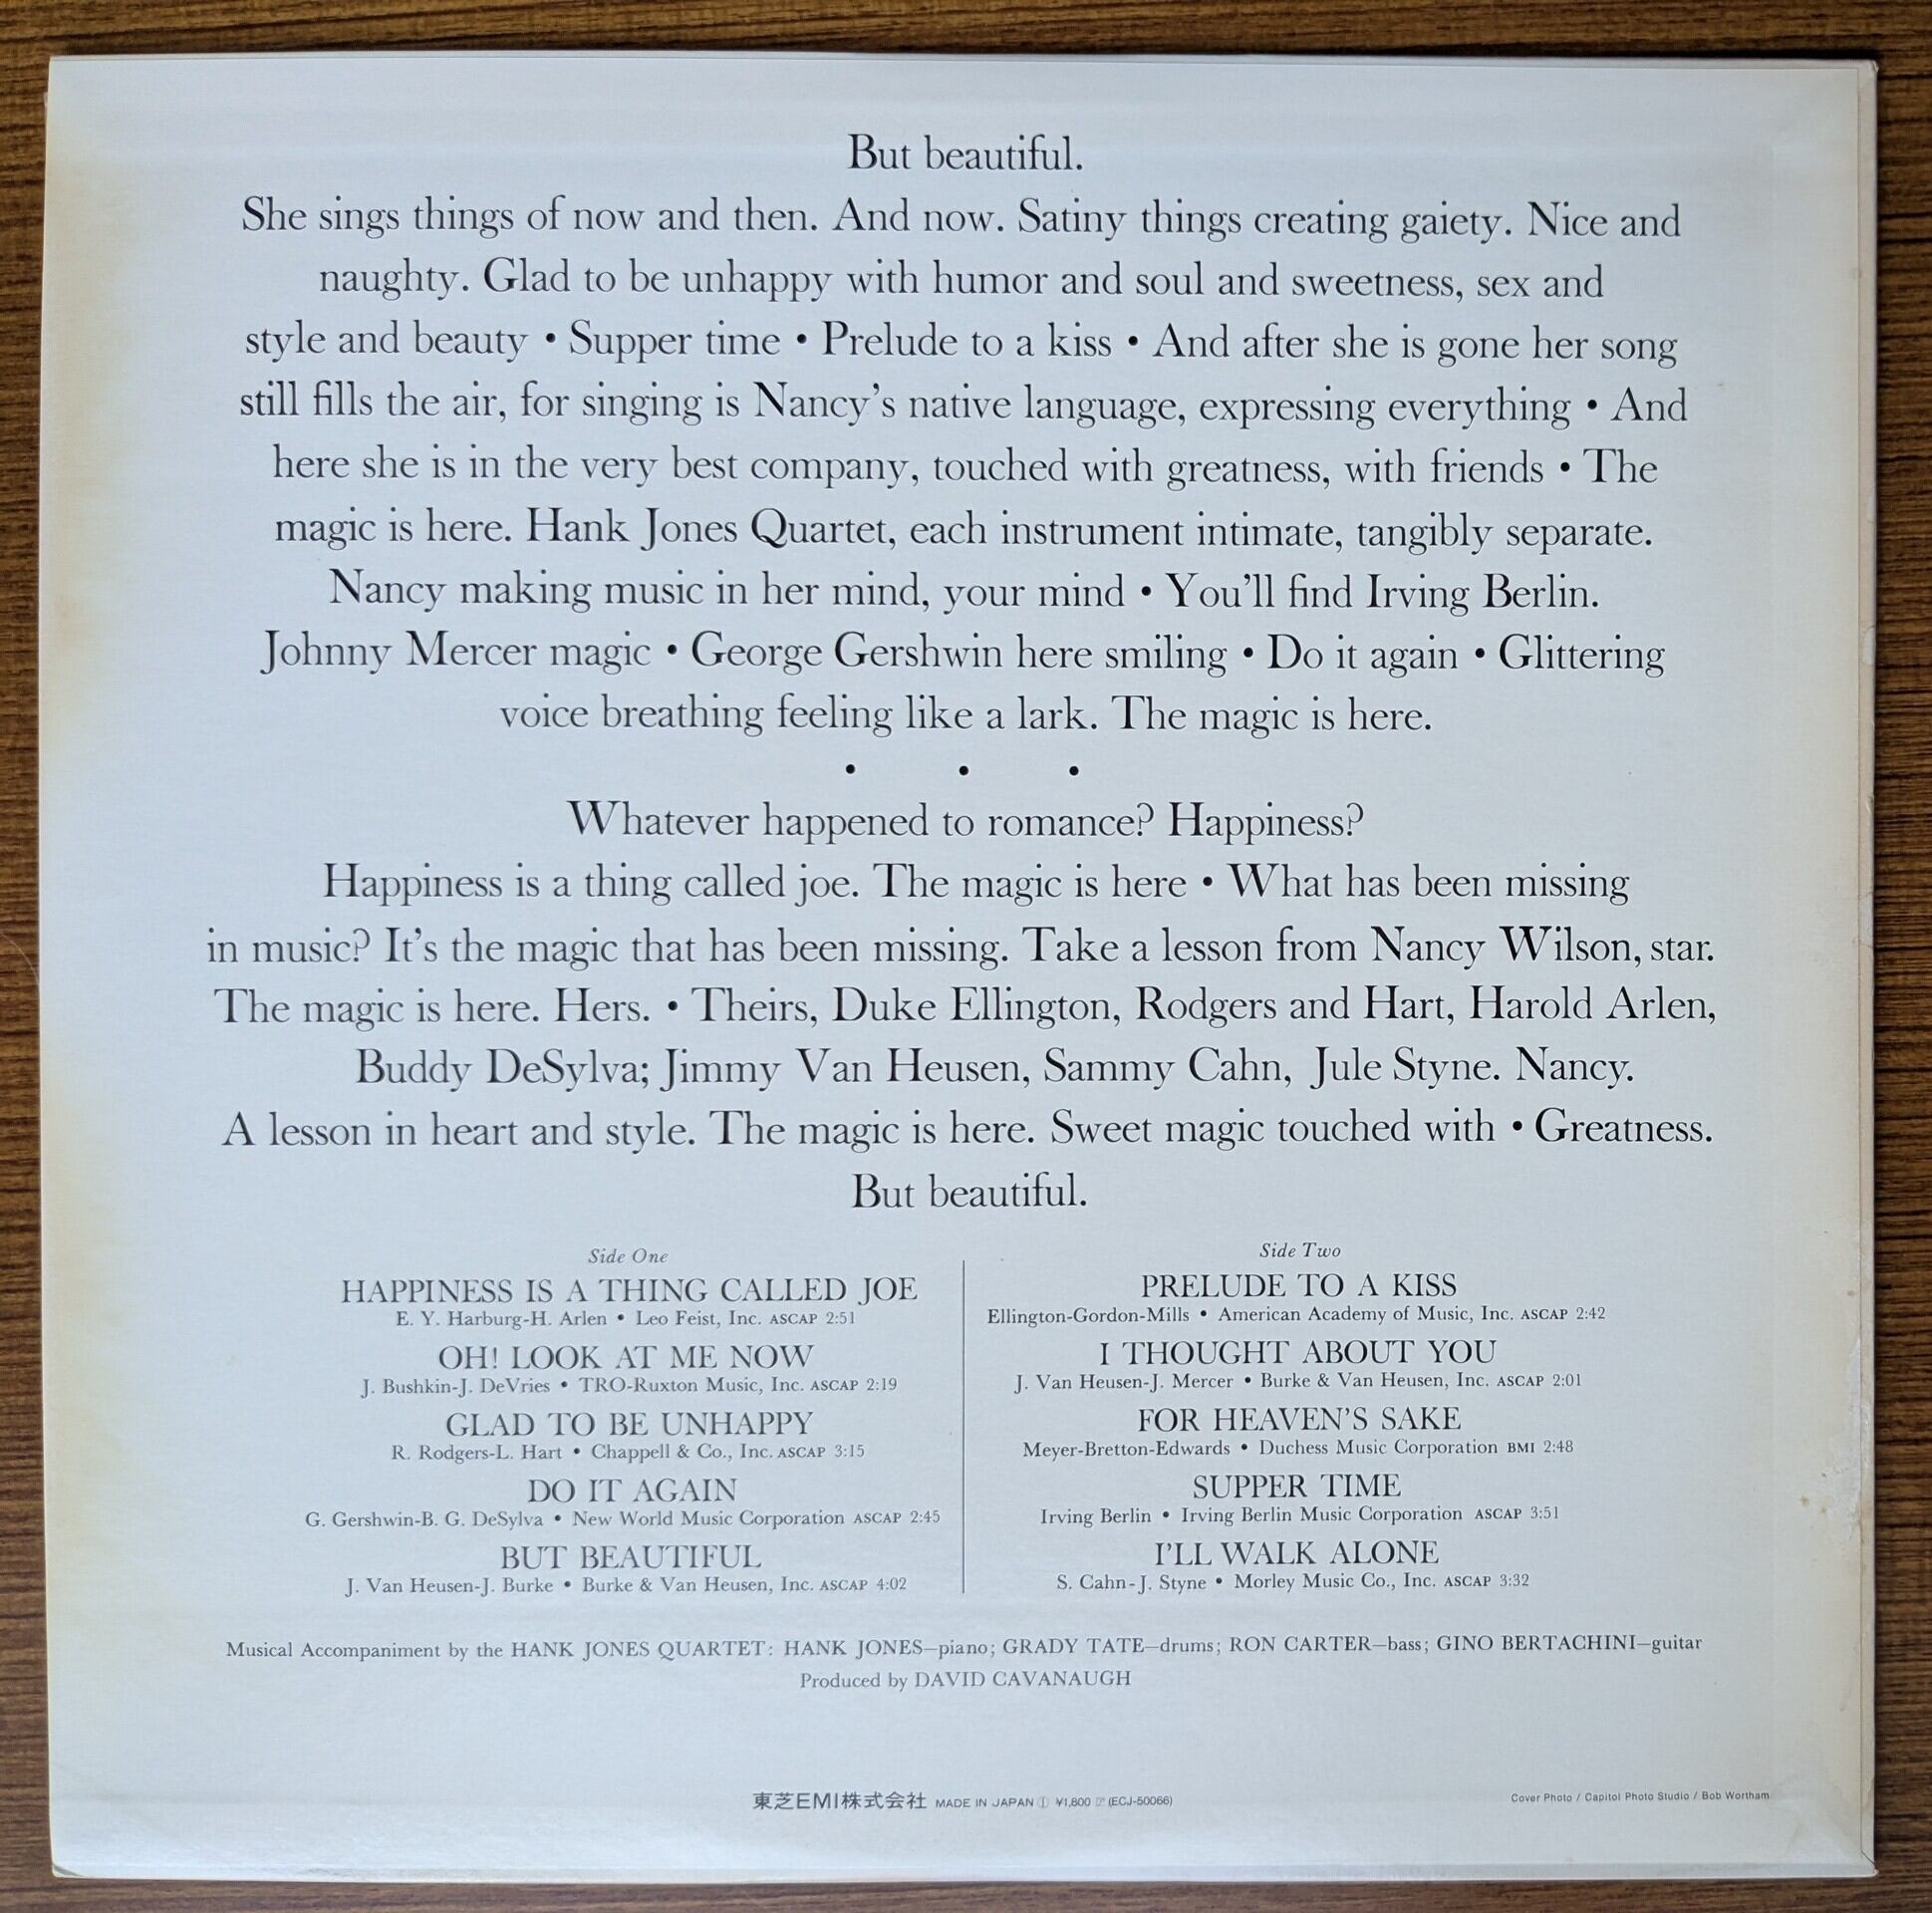 But beautiful.
She sings things of now and then. And now. Satiny things creating gaiety. Nice and
naughty. Glad to be unhappy with humor and soul and sweetness, sex and
style and beauty • Supper time • Prelude to a kiss • And after she is gone her song
still fills the air, for singing is Nancy's native language, expressing everything • And
here she is in the very best company, touched with greatness, with friends • The
magic is here. Hank Jones Quartet, each instrument intimate, tangibly separate.
Nancy making music in her mind, your mind • You'll find Irving Berlin.
Johnny Mercer magic • George Gershwin here smiling • Do it again • Glittering
voice breathing feeling like a lark. The magic is here.
• • •
Whatever happened to romance? Happiness?
Happiness is a thing called joe. The magic is here • What has been missing
in music? It's the magic that has been missing. Take a lesson from Nancy Wilson, star.
The magic is here. Hers. • Theirs, Duke Ellington, Rodgers and Hart, Harold Arlen,
Buddy DeSylva; Jimmy Van Heusen, Sammy Cahn, Jule Styne. Nancy.
A lesson in heart and style. The magic is here. Sweet magic touched with • Greatness.
But beautiful.
Side One
HAPPINESS IS A THING CALLED JOE
E. Y. Harburg-H. Arlen • Leo Feist, Inc. ASCAP 2:51
OH! LOOK AT ME NOW
J. Bushkin-J. DeVries • TRO-Ruxton Music, Inc. ASCAP 2:19
GLAD TO BE UNHAPPY
R. Rodgers-L. Hart • Chappell & Co., Inc. ASCAP 3:15
DO IT AGAIN
G. Gershwin-B. G. DeSylva • New World Music Corporation ASCAP 2:45
BUT BEAUTIFUL
J. Van Heusen-J. Burke • Burke & Van Heusen, Inc. ASCAP 4:02
Side Two
PRELUDE TO A KISS
Ellington-Gordon-Mills • American Academy of Music, Inc. ASCAP 2:42
I THOUGHT ABOUT YOU
J. Van Heusen-J. Mercer • Burke & Van Heusen, Inc. ASCAP 2:01
FOR HEAVEN'S SAKE
Meyer-Bretton-Edwards • Duchess Music Corporation BMI 2:48
SUPPER TIME
Irving Berlin • Irving Berlin Music Corporation ASCAP 3:51
I'LL WALK ALONE
S. Cahn-J. Styne • Morley Music Co., Inc. ASCAP 3:32
Musical Accompaniment by the HANK JONES QUARTET: HANK JONES—piano; GRADY TATE—drums; RON CARTER—bass; GINO BERTACHINI—guitar
Produced by DAVID CAVANAUGH
東芝EMI株式会社 MADE IN JAPAN ¥1,800 (ECJ-50066)
Cover Photo / Capitol Photo Studio / Bob Wortham